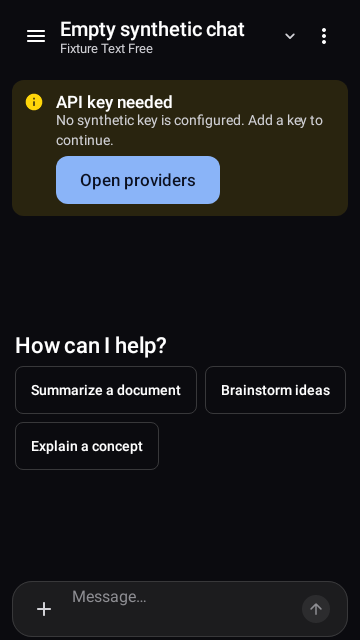 Empty synthetic chat
Fixture Text Free
API key needed
No synthetic key is configured. Add a key to
continue.
Open providers
How can I help?
Summarize a document
Brainstorm ideas
Explain a concept
Message…